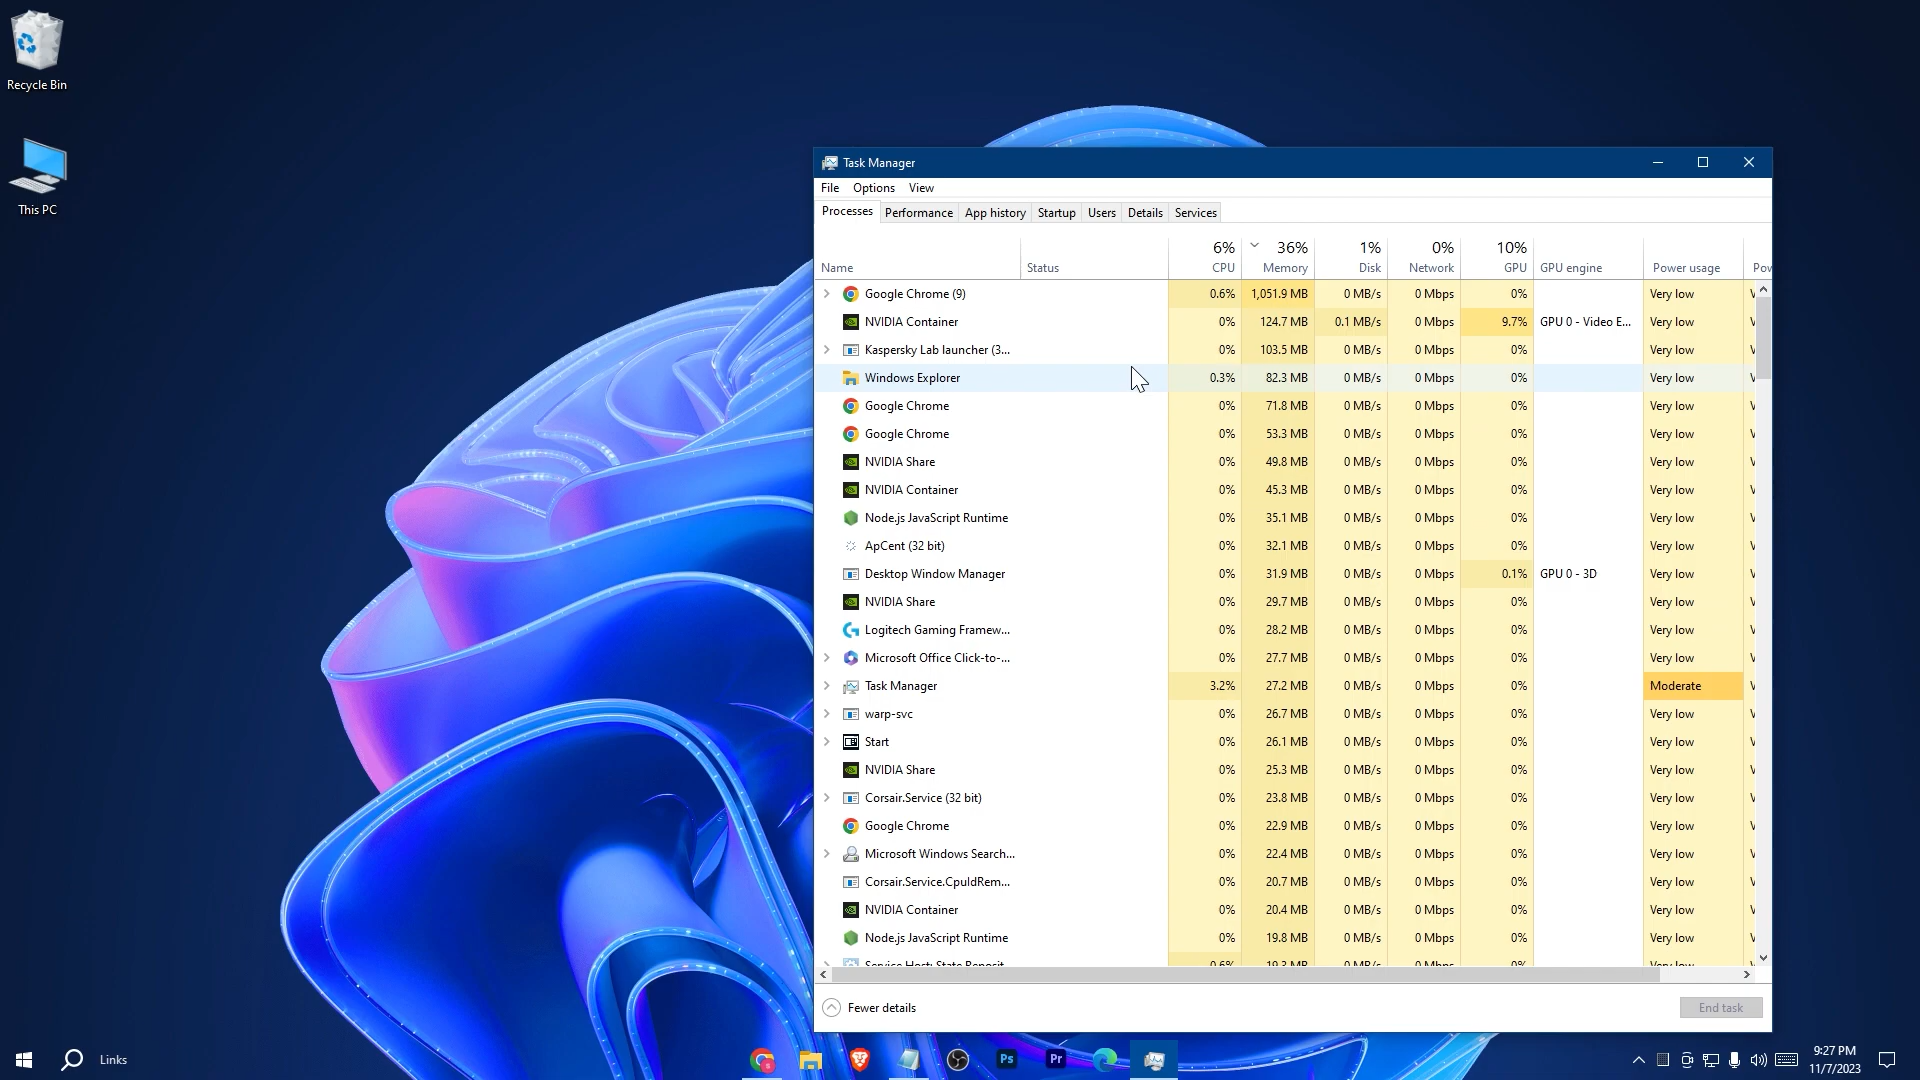 Recycle Bin
This PC
Task Manager
File Options View
Processes Performance App history Startup Users Details Services
6% 36% 1% 0% 10%
Name Status CPU Memory Disk Network GPU GPU engine Power usage Pov
Google Chrome (9) 0.6% 1,051.9 MB 0 MB/s 0 Mbps 0% Very low V
NVIDIA Container 0% 124.7 MB 0.1 MB/s 0 Mbps 9.7% GPU 0 - Video E... Very low V
Kaspersky Lab launcher (3... 0% 103.5 MB 0 MB/s 0 Mbps 0% Very low V
Windows Explorer 0.3% 82.3 MB 0 MB/s 0 Mbps 0% Very low V
Google Chrome 0% 71.8 MB 0 MB/s 0 Mbps 0% Very low V
Google Chrome 0% 53.3 MB 0 MB/s 0 Mbps 0% Very low V
NVIDIA Share 0% 49.8 MB 0 MB/s 0 Mbps 0% Very low V
NVIDIA Container 0% 45.3 MB 0 MB/s 0 Mbps 0% Very low V
Node.js JavaScript Runtime 0% 35.1 MB 0 MB/s 0 Mbps 0% Very low V
ApCent (32 bit) 0% 32.1 MB 0 MB/s 0 Mbps 0% Very low V
Desktop Window Manager 0% 31.9 MB 0 MB/s 0 Mbps 0.1% GPU 0 - 3D Very low V
NVIDIA Share 0% 29.7 MB 0 MB/s 0 Mbps 0% Very low V
Logitech Gaming Framew... 0% 28.2 MB 0 MB/s 0 Mbps 0% Very low V
Microsoft Office Click-to-... 0% 27.7 MB 0 MB/s 0 Mbps 0% Very low V
Task Manager 3.2% 27.2 MB 0 MB/s 0 Mbps 0% Moderate V
warp-svc 0% 26.7 MB 0 MB/s 0 Mbps 0% Very low V
Start 0% 26.1 MB 0 MB/s 0 Mbps 0% Very low V
NVIDIA Share 0% 25.3 MB 0 MB/s 0 Mbps 0% Very low V
Corsair.Service (32 bit) 0% 23.8 MB 0 MB/s 0 Mbps 0% Very low V
Google Chrome 0% 22.9 MB 0 MB/s 0 Mbps 0% Very low V
Microsoft Windows Search... 0% 22.4 MB 0 MB/s 0 Mbps 0% Very low V
Corsair.Service.CpuIdRem... 0% 20.7 MB 0 MB/s 0 Mbps 0% Very low V
NVIDIA Container 0% 20.4 MB 0 MB/s 0 Mbps 0% Very low V
Node.js JavaScript Runtime 0% 19.8 MB 0 MB/s 0 Mbps 0% Very low V
Service Host: State Reposit... 0.6% 19.3 MB 0 MB/s 0 Mbps 0% Very low
Fewer details End task
Links Ps Pr 9:27 PM
11/7/2023